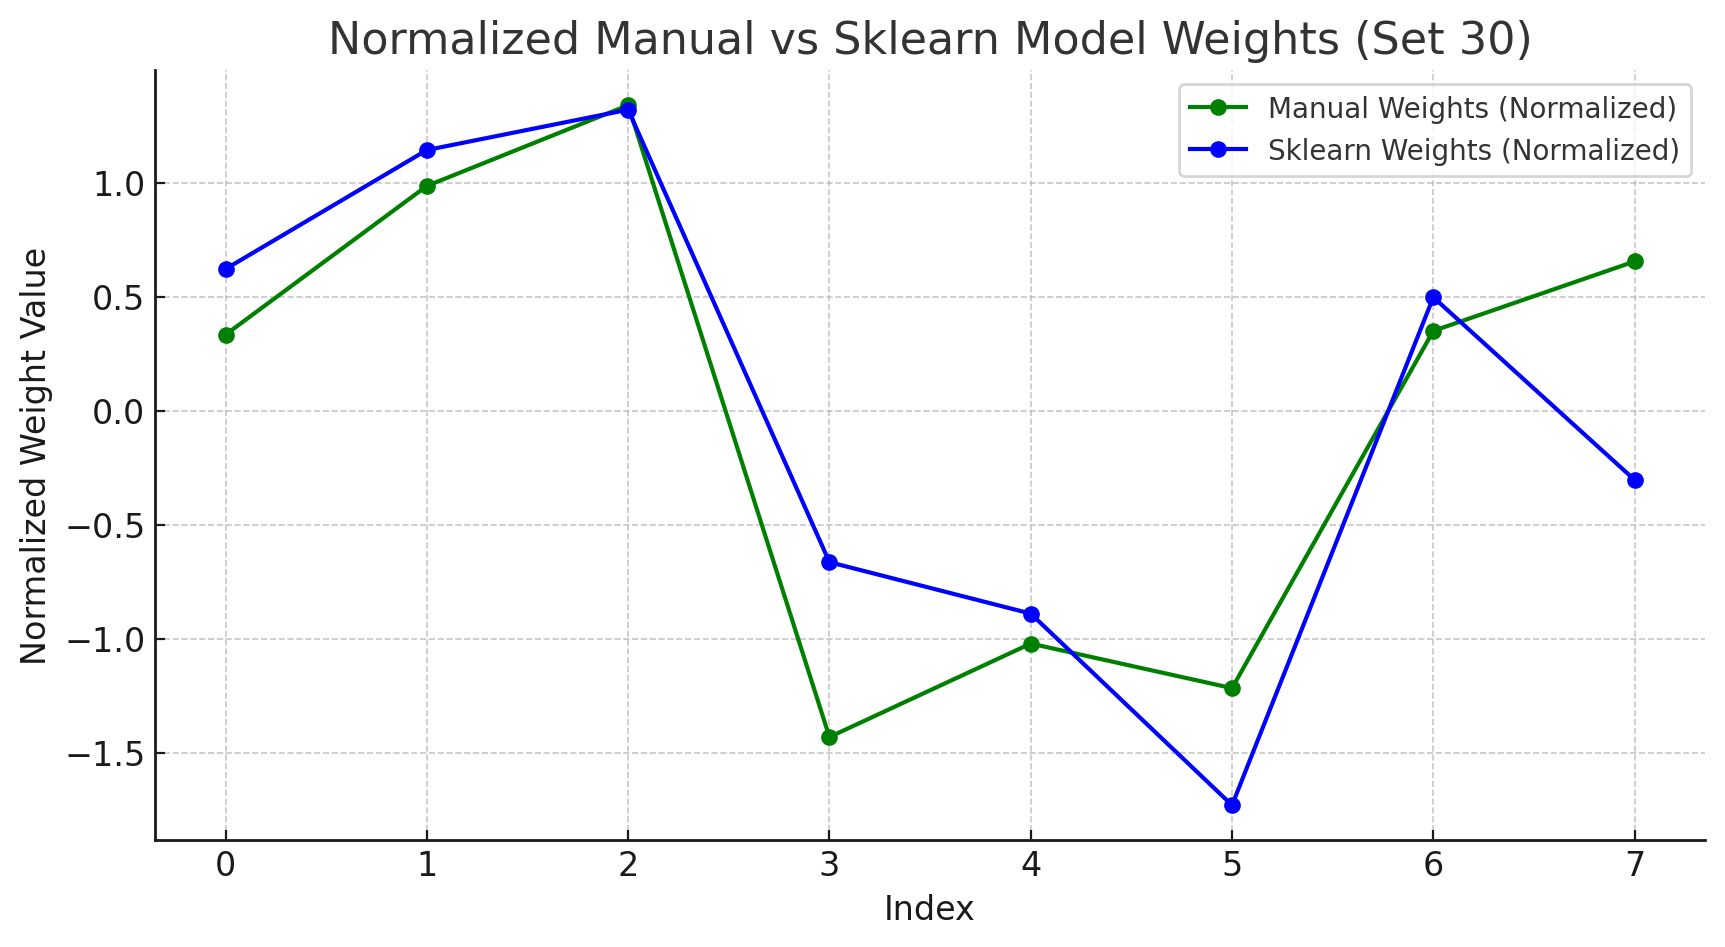 Normalized Manual vs Sklearn Model Weights (Set 30)
Manual Weights (Normalized)
Sklearn Weights (Normalized)
Normalized Weight Value
1.0
0.5
0.0
−0.5
−1.0
−1.5
0 1 2 3 4 5 6 7
Index